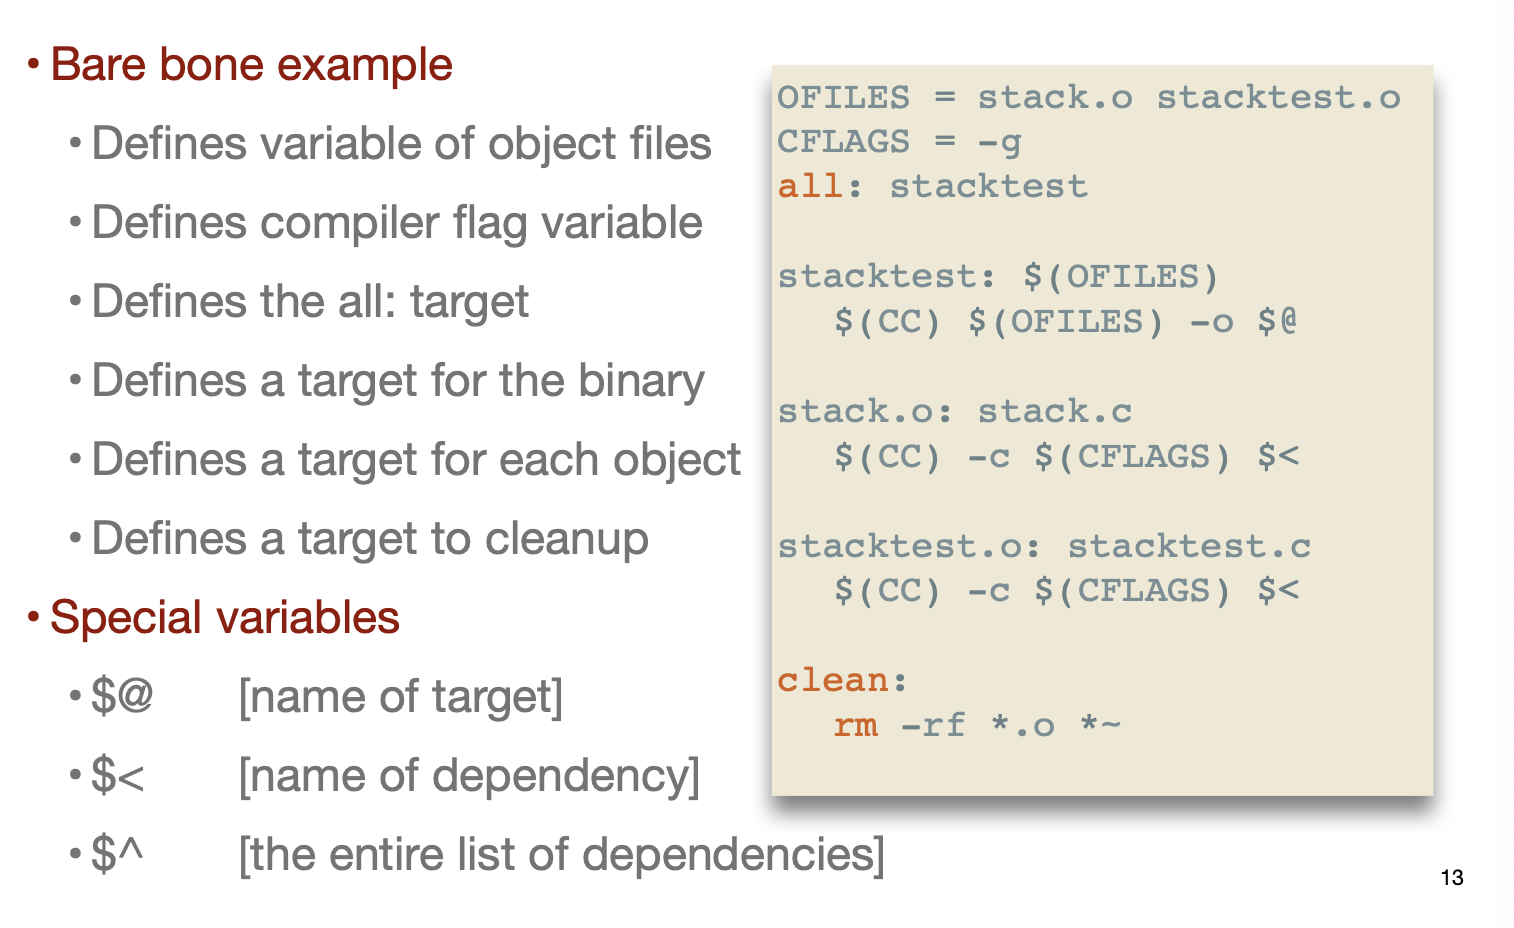 • Bare bone example
• Defines variable of object files
• Defines compiler flag variable
• Defines the all: target
• Defines a target for the binary
• Defines a target for each object
• Defines a target to cleanup
• Special variables
• $@ [name of target]
• $< [name of dependency]
• $^ [the entire list of dependencies]
OFILES = stack.o stacktest.o
CFLAGS = -g
all: stacktest
stacktest: $(OFILES)
$(CC) $(OFILES) -o $@
stack.o: stack.c
$(CC) -c $(CFLAGS) $<
stacktest.o: stacktest.c
$(CC) -c $(CFLAGS) $<
clean:
rm -rf *.o *~
13